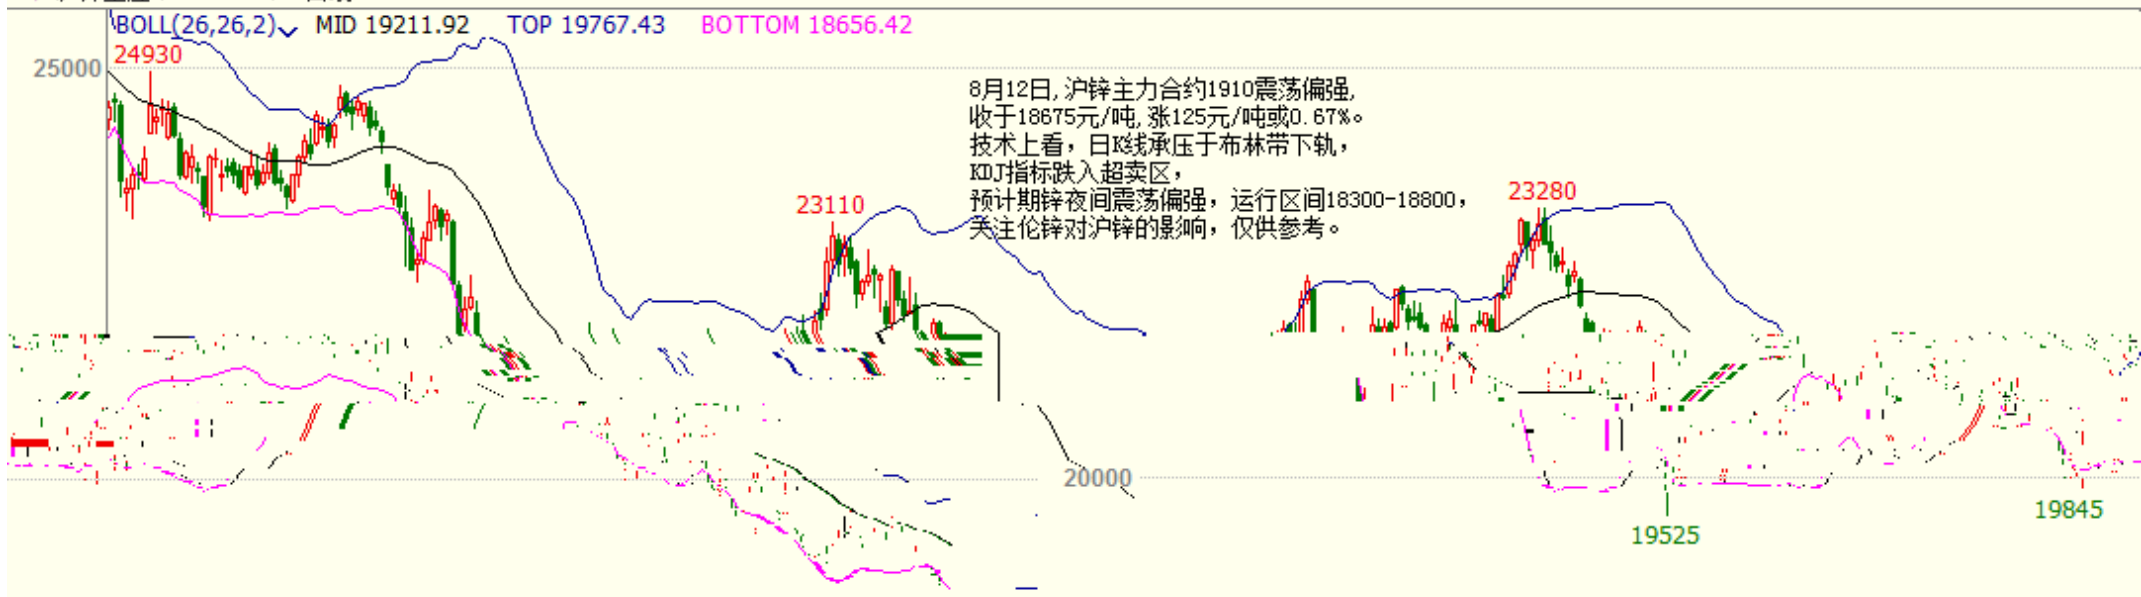 BOLL(26,26,2) MID 19211.92 TOP 19767.43 BOTTOM 18656.42
24930
25000
8月12日,沪锌主力合约1910震荡偏强,
收于18675元/吨,涨125元/吨或0.67%。
技术上看，日K线承压于布林带下轨，
KDJ指标跌入超卖区，
预计期锌夜间震荡偏强，运行区间18300-18800，
关注伦锌对沪锌的影响，仅供参考。
23110
23280
20000
19845
19525